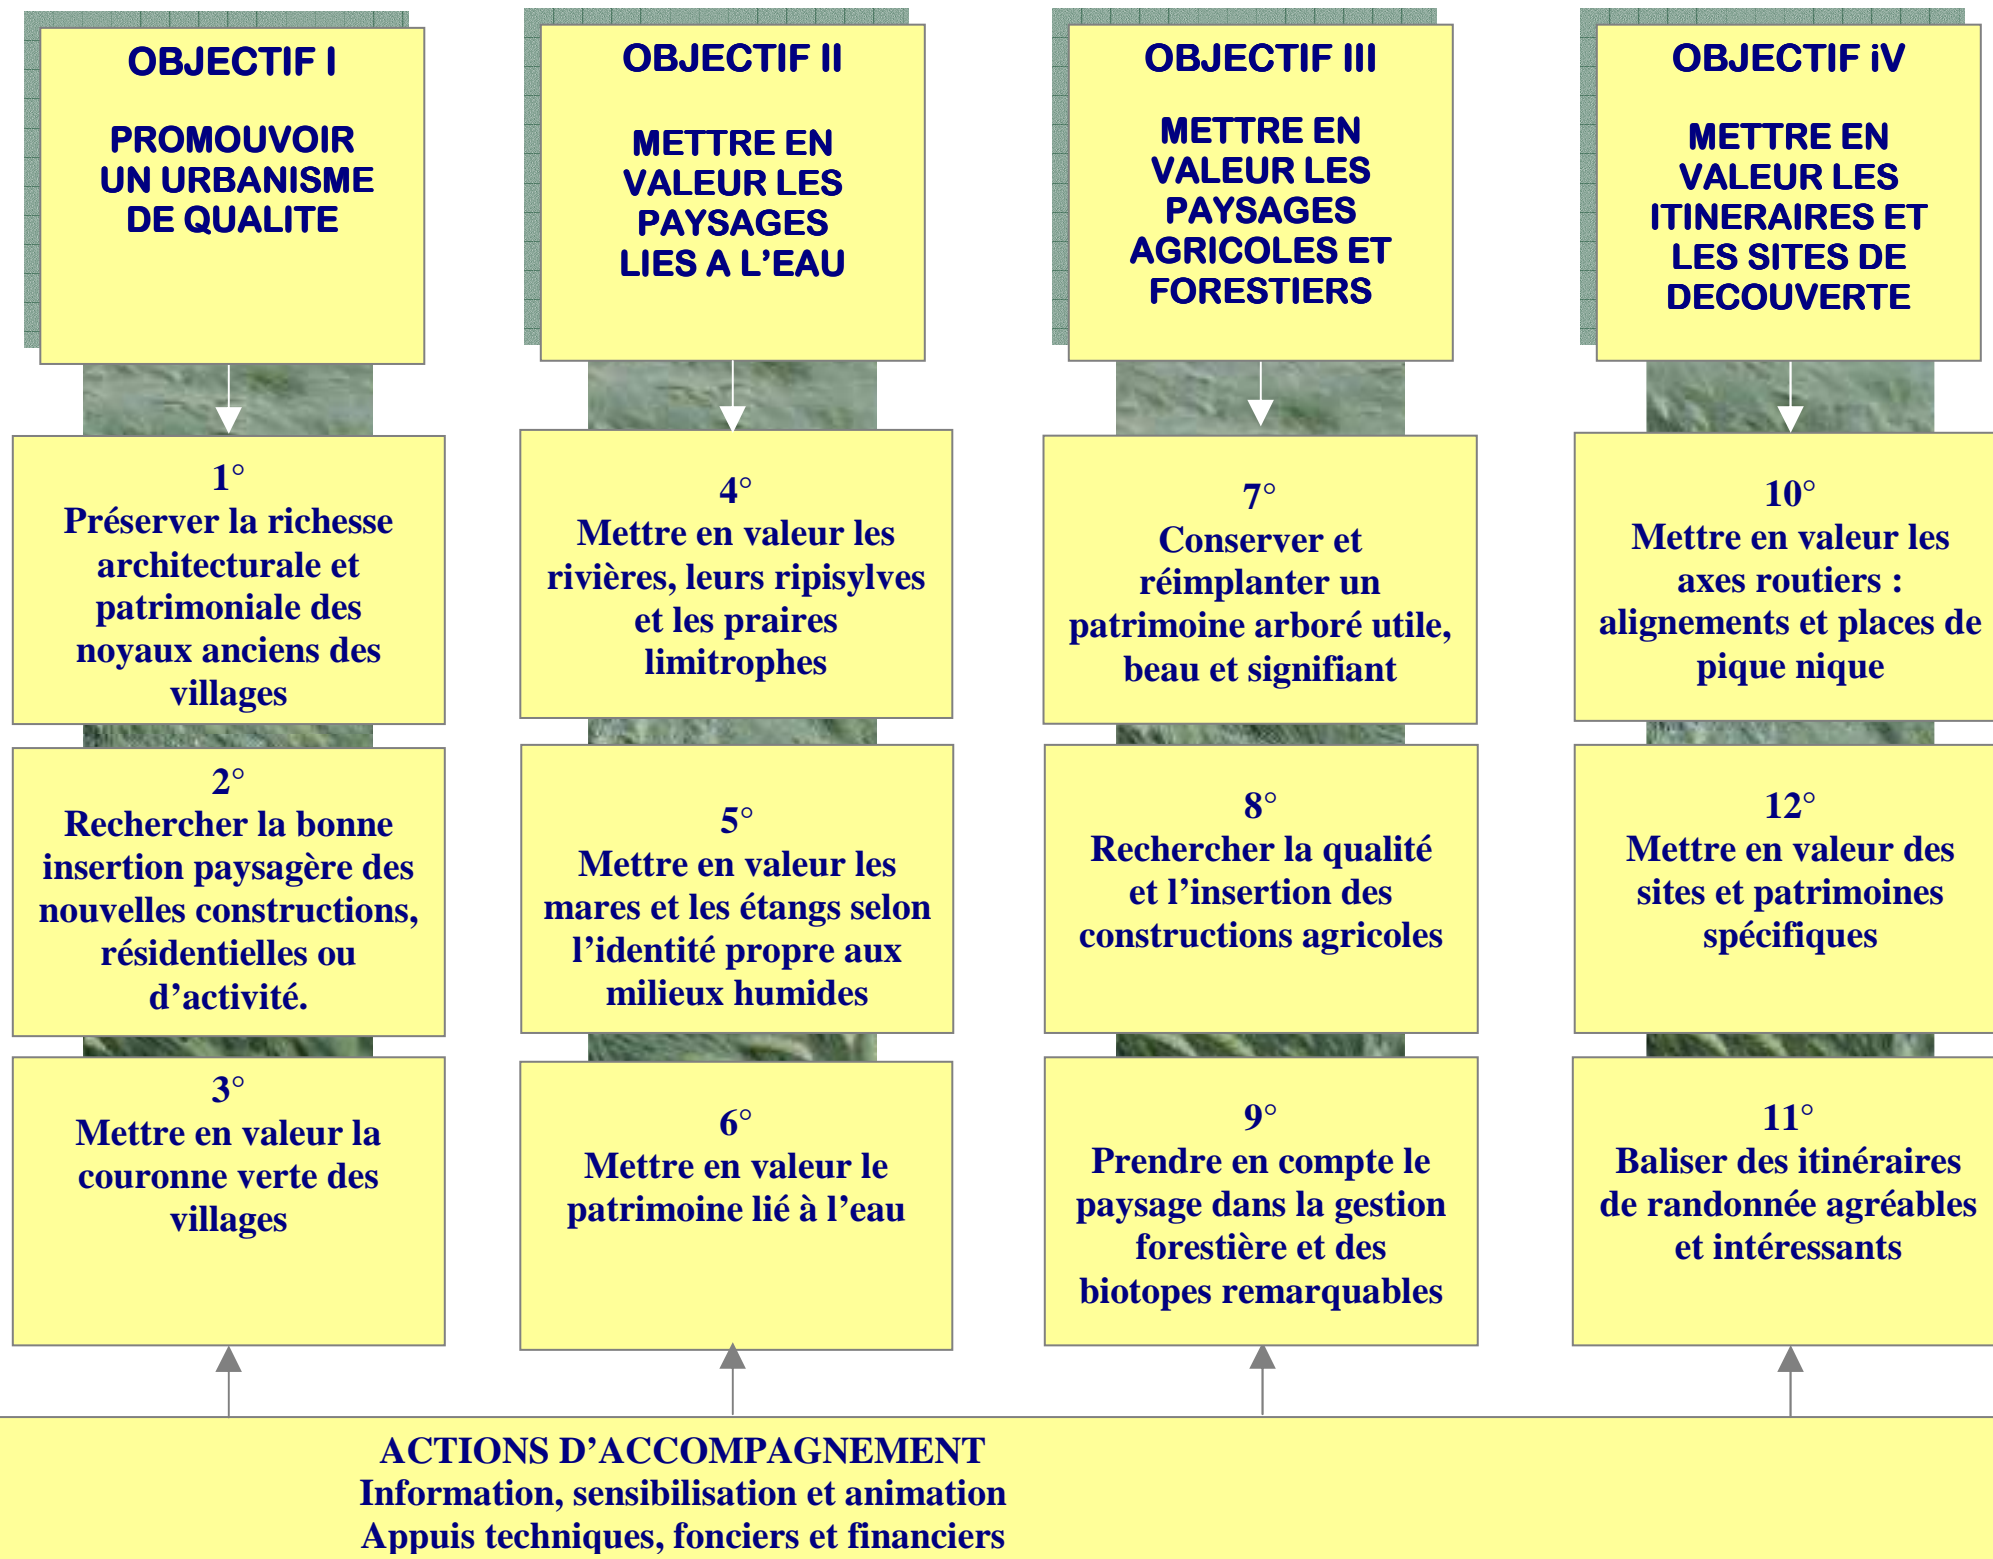 OBJECTIF I
PROMOUVOIR
UN URBANISME
DE QUALITE
1°
Préserver la richesse
architecturale et
patrimoniale des
noyaux anciens des
villages
2°
Rechercher la bonne
insertion paysagère des
nouvelles constructions,
résidentielles ou
d’activité.
3°
Mettre en valeur la
couronne verte des
villages
OBJECTIF II
METTRE EN
VALEUR LES
PAYSAGES
LIES A L’EAU
4°
Mettre en valeur les
rivières, leurs ripisylves
et les praires
limitrophes
5°
Mettre en valeur les
mares et les étangs selon
l’identité propre aux
milieux humides
6°
Mettre en valeur le
patrimoine lié à l’eau
OBJECTIF III
METTRE EN
VALEUR LES
PAYSAGES
AGRICOLES ET
FORESTIERS
7°
Conserver et
réimplanter un
patrimoine arboré utile,
beau et signifiant
8°
Rechercher la qualité
et l’insertion des
constructions agricoles
9°
Prendre en compte le
paysage dans la gestion
forestière et des
biotopes remarquables
OBJECTIF iV
METTRE EN
VALEUR LES
ITINERAIRES ET
LES SITES DE
DECOUVERTE
10°
Mettre en valeur les
axes routiers :
alignements et places de
pique nique
12°
Mettre en valeur des
sites et patrimoines
spécifiques
11°
Baliser des itinéraires
de randonnée agréables
et intéressants
ACTIONS D’ACCOMPAGNEMENT
Information, sensibilisation et animation
Appuis techniques, fonciers et financiers